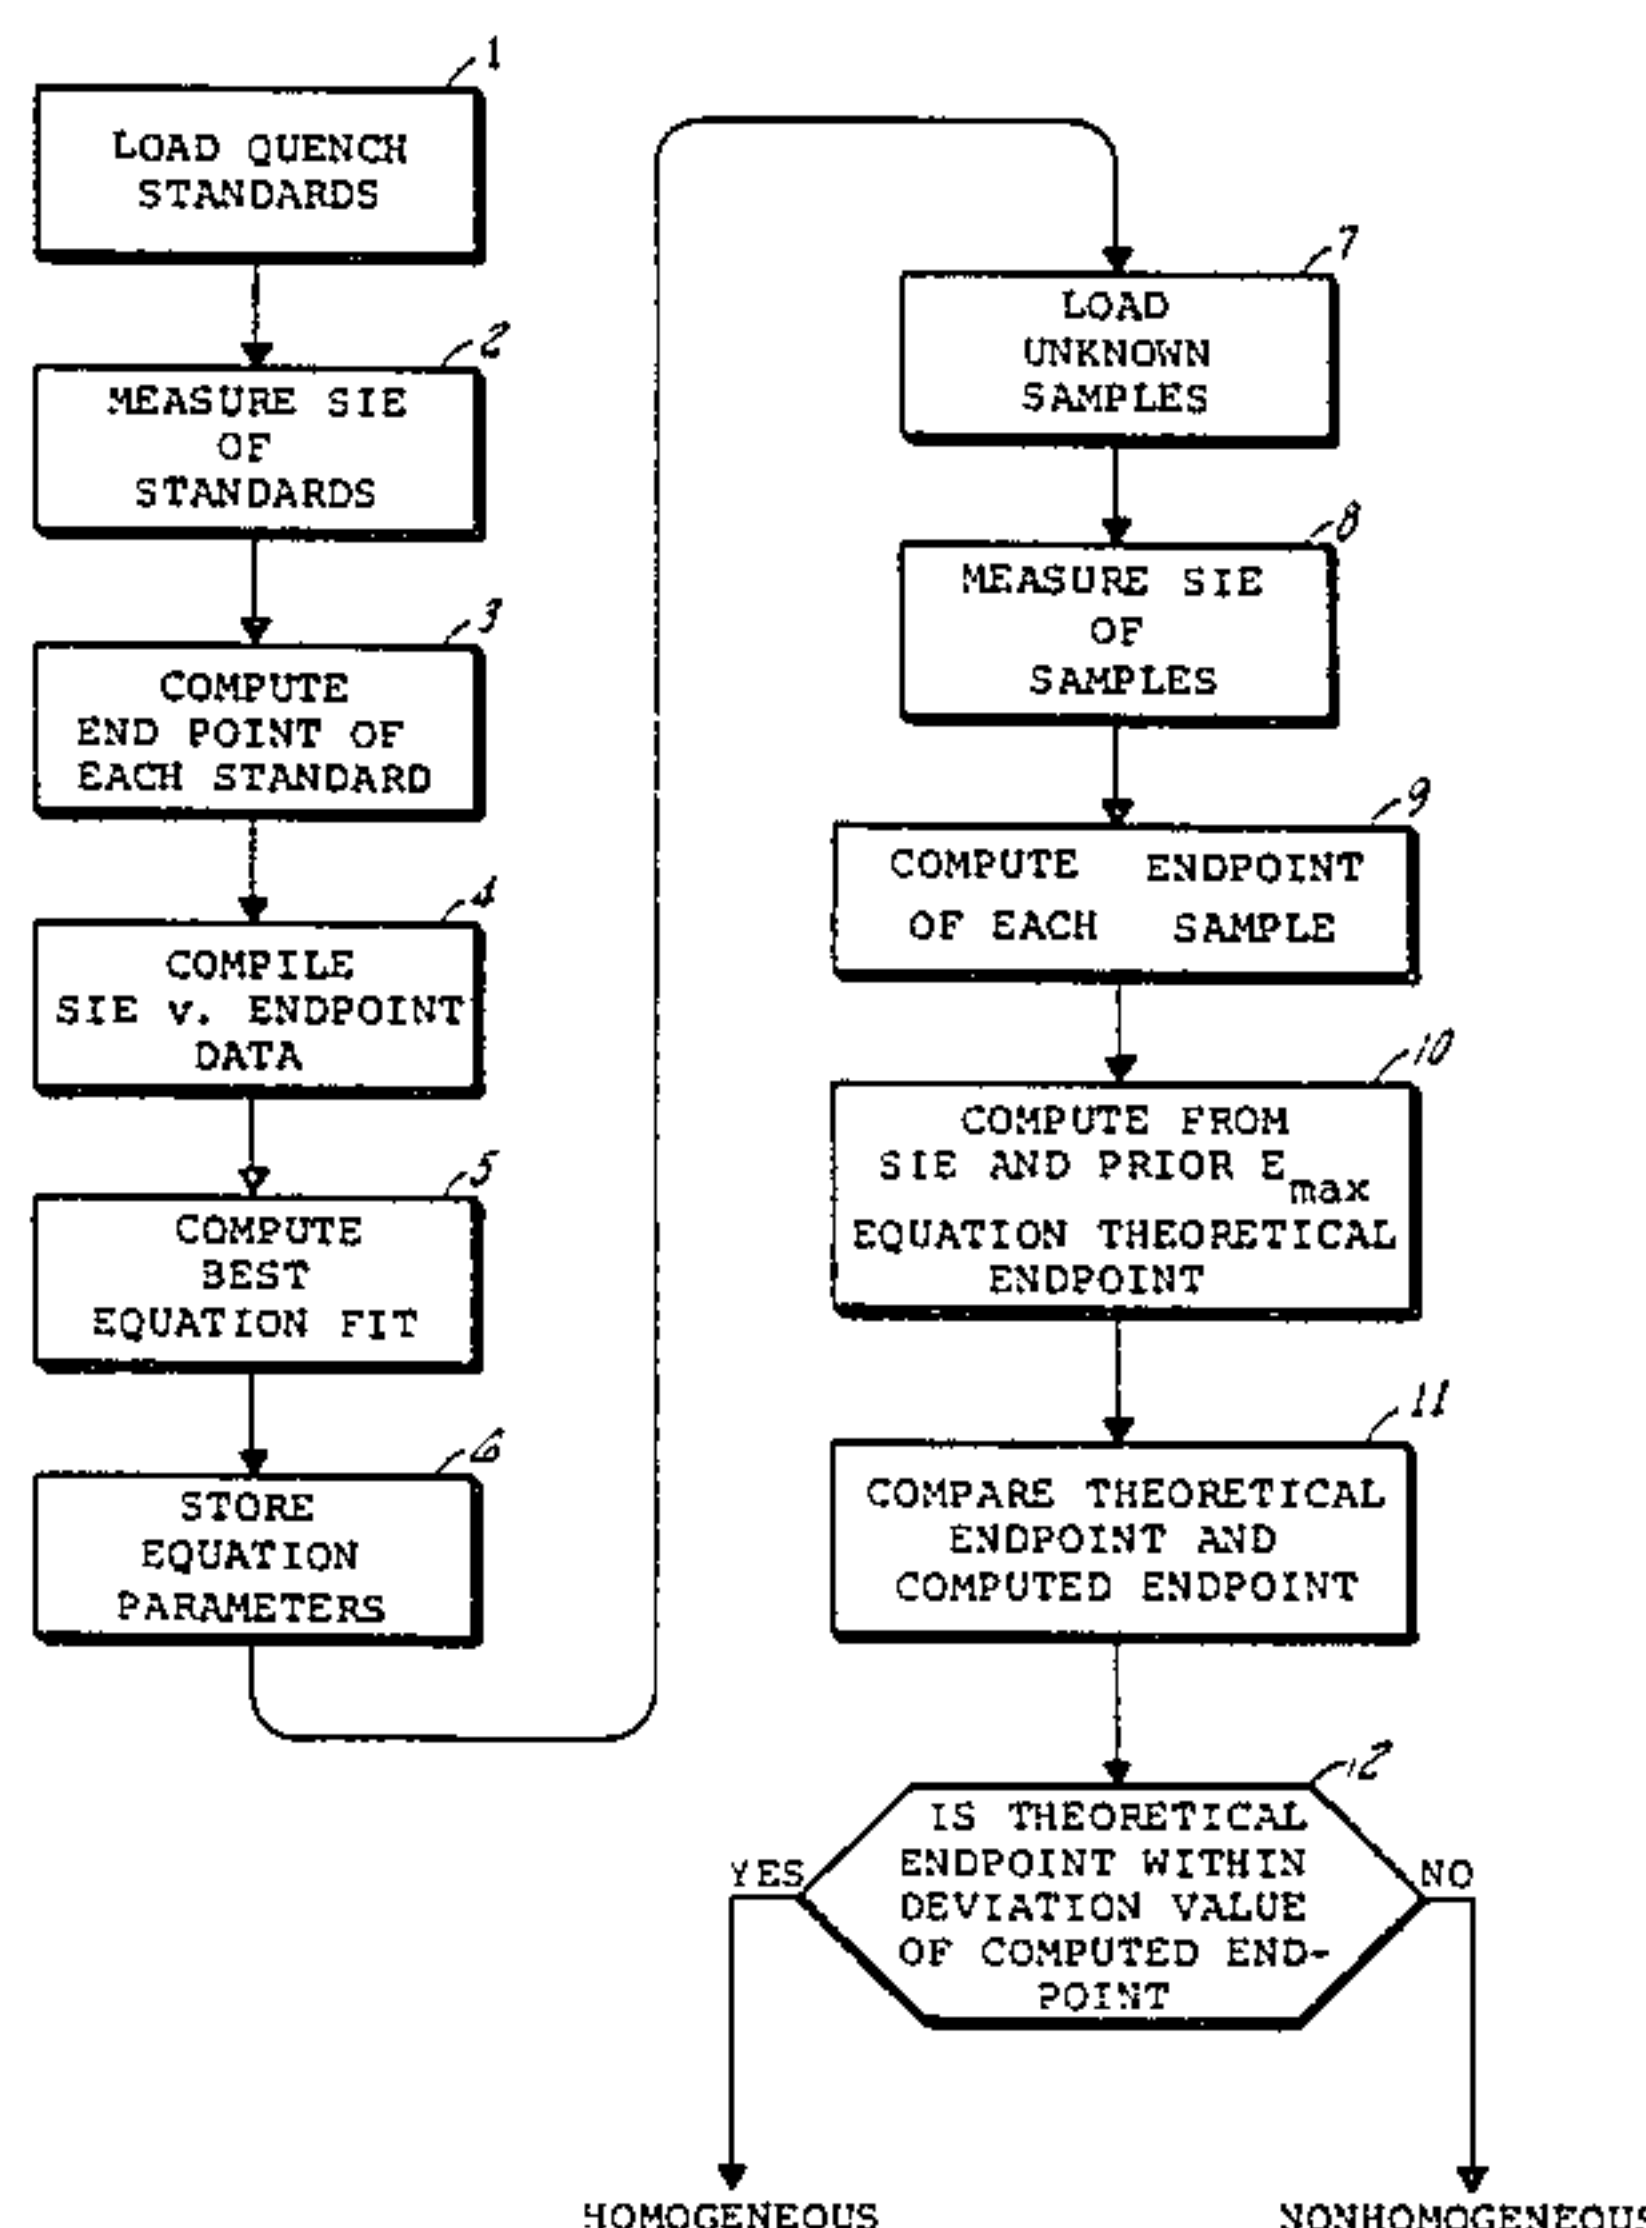 1
LOAD QUENCH
STANDARDS
2
MEASURE SIE
OF
STANDARDS
3
COMPUTE
END POINT OF
EACH STANDARD
4
COMPILE
SIE v. ENDPOINT
DATA
5
COMPUTE
BEST
EQUATION FIT
6
STORE
EQUATION
PARAMETERS
7
LOAD
UNKNOWN
SAMPLES
8
MEASURE SIE
OF
SAMPLES
9
COMPUTE ENDPOINT
OF EACH SAMPLE
10
COMPUTE FROM
SIE AND PRIOR Emax
EQUATION THEORETICAL
ENDPOINT
11
COMPARE THEORETICAL
ENDPOINT AND
COMPUTED ENDPOINT
12
IS THEORETICAL
ENDPOINT WITHIN
DEVIATION VALUE
OF COMPUTED END-
POINT
YES
NO
HOMOGENEOUS
NONHOMOGENEOUS